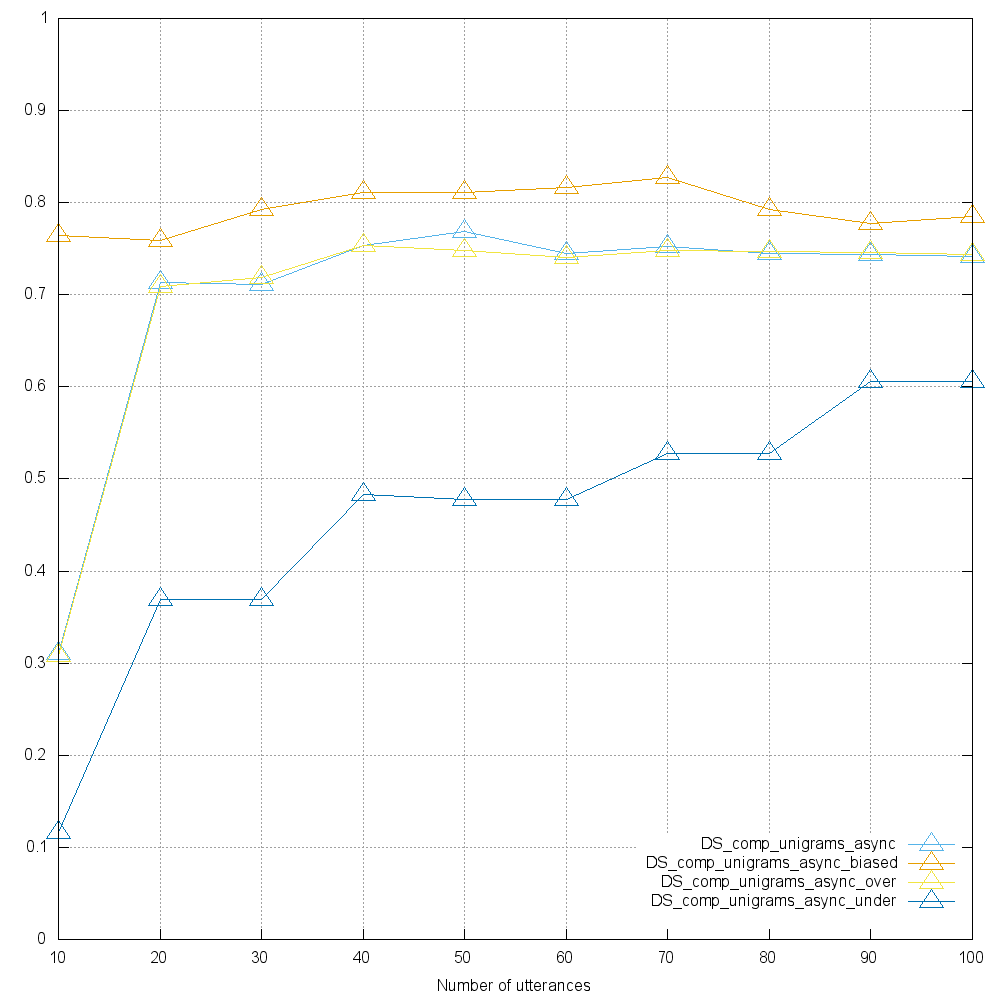 1
0.9
0.8
0.7
0.6
0.5
0.4
0.3
0.2
0.1
0
10 20 30 40 50 60 70 80 90 100
Number of utterances
DS_comp_unigrams_async
DS_comp_unigrams_async_biased
DS_comp_unigrams_async_over
DS_comp_unigrams_async_under